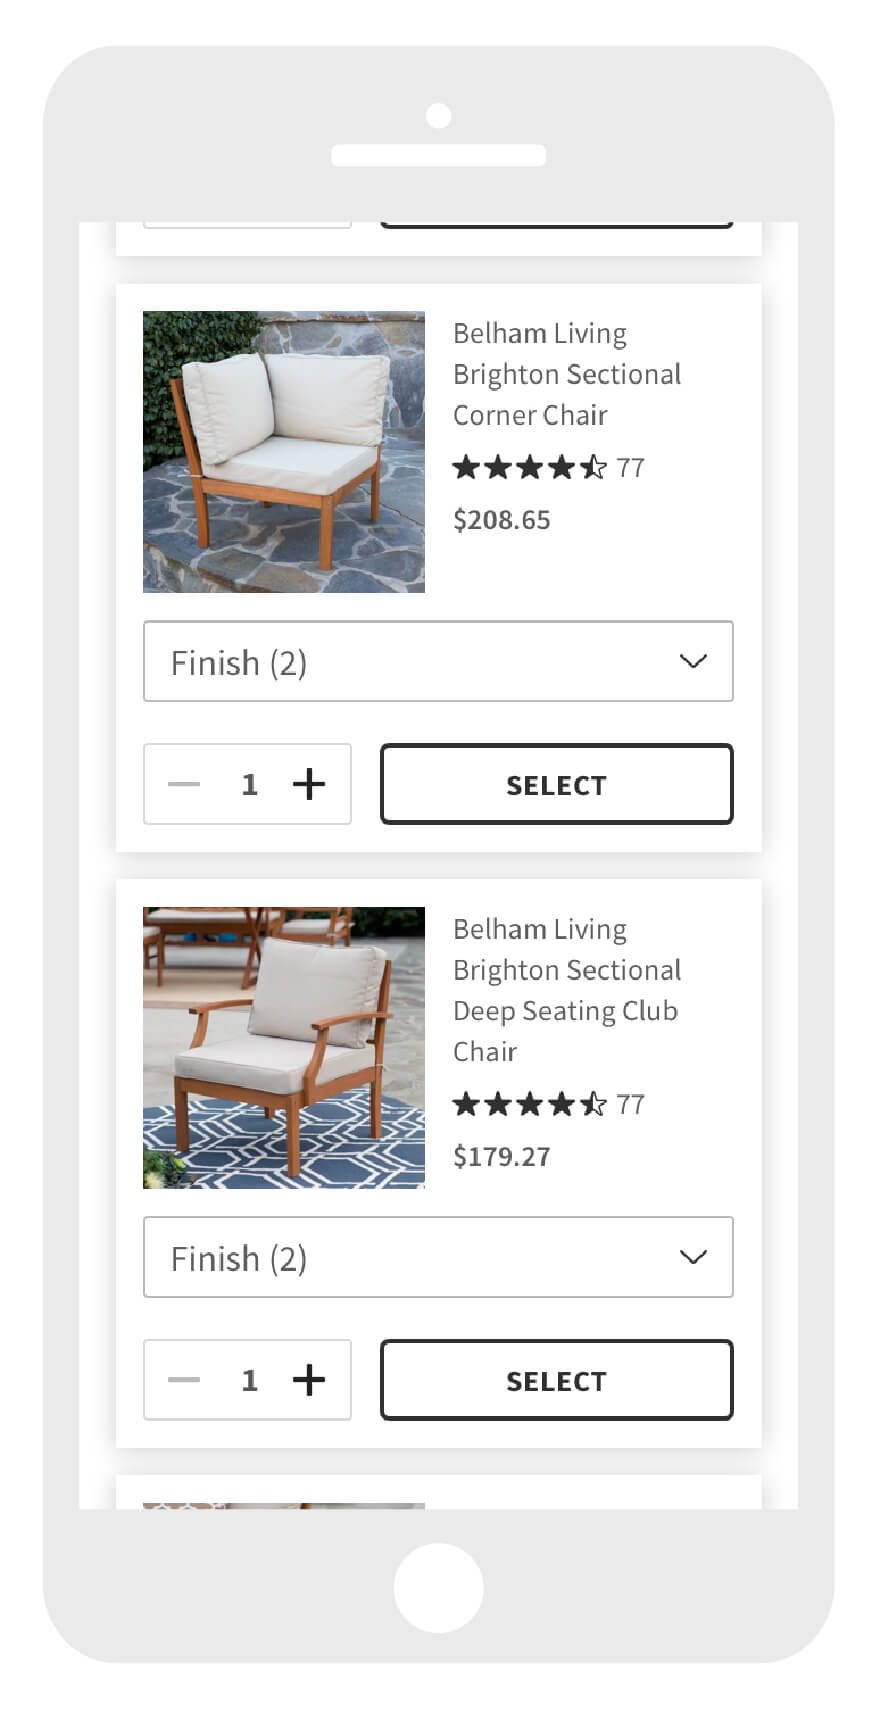 Belham Living
Brighton Sectional
Corner Chair
77
$208.65
Finish (2)
1
SELECT
Belham Living
Brighton Sectional
Deep Seating Club
Chair
77
$179.27
Finish (2)
1
SELECT